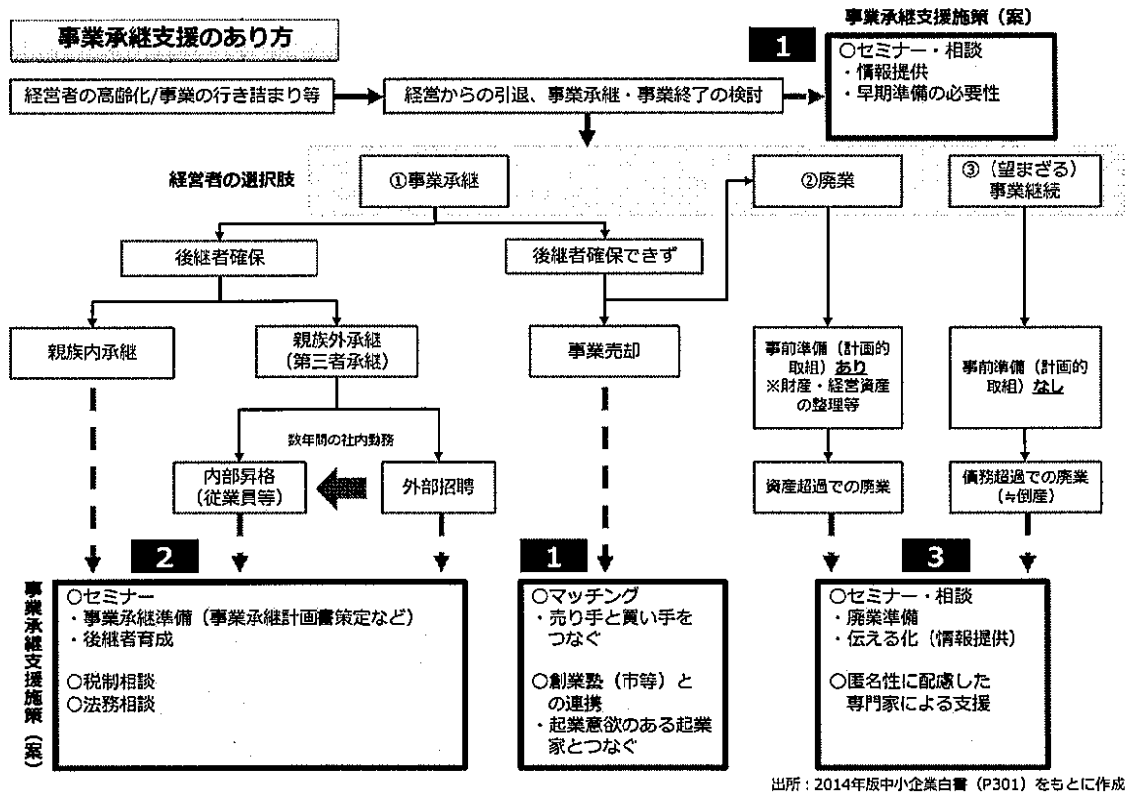 事業承継支援のあり方
事業承継支援施策（案）
1
○セミナー・相談
・情報提供
・早期準備の必要性
経営者の高齢化/事業の行き詰まり等
経営からの引退、事業承継・事業終了の検討
経営者の選択肢
①事業承継
②廃業
③（望まざる）
事業継続
後継者確保
後継者確保できず
親族内承継
親族外承継
（第三者承継）
事業売却
事前準備（計画的
取組）あり
※財産・経営資産
の整理等
事前準備（計画的
取組）なし
数年間の社内勤務
内部昇格
（従業員等）
外部招聘
資産超過での廃業
債務超過での廃業
（≒倒産）
事業承継支援施策（案）
2
○セミナー
・事業承継準備（事業承継計画書策定など）
・後継者育成
○税制相談
○法務相談
1
○マッチング
・売り手と買い手を
つなぐ
○創業塾（市等）と
の連携
・起業意欲のある起業
家とつなぐ
3
○セミナー・相談
・廃業準備
・伝える化（情報提供）
○匿名性に配慮した
専門家による支援
出所：2014年版中小企業白書（P301）をもとに作成